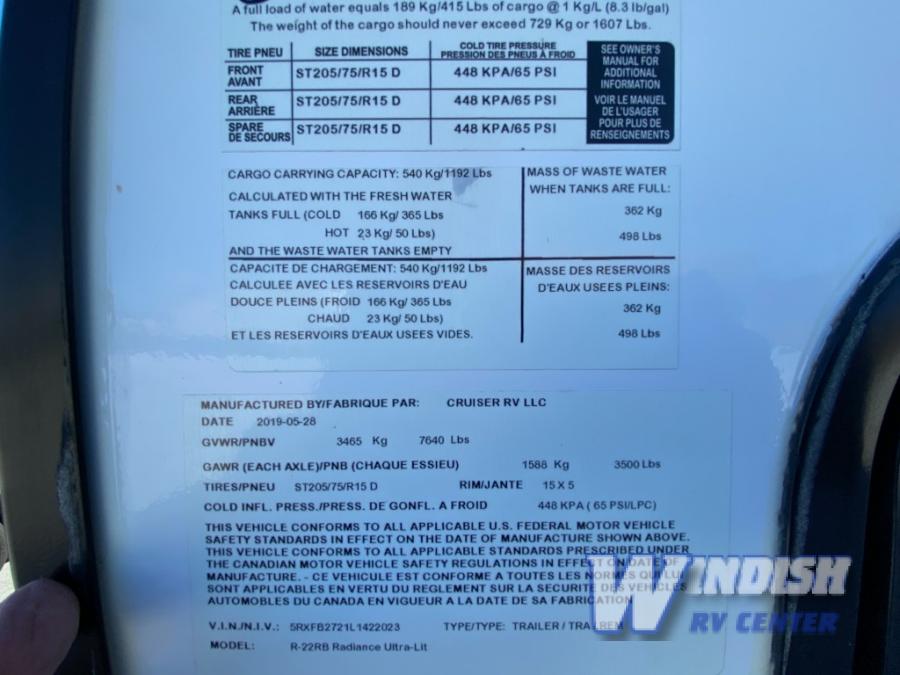 A full load of water equals 189 Kg/415 Lbs of cargo @ 1 Kg/L (8.3 lb/gal)
The weight of the cargo should never exceed 729 Kg or 1607 Lbs.
TIRE PNEU SIZE DIMENSIONS COLD TIRE PRESSURE
PRESSION DES PNEUS À FROID
FRONT
AVANT ST205/75/R15 D 448 KPA/65 PSI
REAR
ARRIÈRE ST205/75/R15 D 448 KPA/65 PSI
SPARE
DE SECOURS ST205/75/R15 D 448 KPA/65 PSI
SEE OWNER'S
MANUAL FOR
ADDITIONAL
INFORMATION
VOIR LE MANUEL
DE L'USAGER
POUR PLUS DE
RENSEIGNEMENTS
CARGO CARRYING CAPACITY: 540 Kg/1192 Lbs
CALCULATED WITH THE FRESH WATER
TANKS FULL (COLD 166 Kg/ 365 Lbs
HOT 23 Kg/ 50 Lbs)
AND THE WASTE WATER TANKS EMPTY
MASS OF WASTE WATER
WHEN TANKS ARE FULL:
362 Kg
498 Lbs
CAPACITE DE CHARGEMENT: 540 Kg/1192 Lbs
CALCULEE AVEC LES RESERVOIRS D'EAU
DOUCE PLEINS (FROID 166 Kg/ 365 Lbs
CHAUD 23 Kg/ 50 Lbs)
ET LES RESERVOIRS D'EAUX USEES VIDES.
MASSE DES RESERVOIRS
D'EAUX USEES PLEINS:
362 Kg
498 Lbs
MANUFACTURED BY/FABRIQUE PAR: CRUISER RV LLC
DATE 2019-05-28
GVWR/PNBV 3465 Kg 7640 Lbs
GAWR (EACH AXLE)/PNB (CHAQUE ESSIEU) 1588 Kg 3500 Lbs
TIRES/PNEU ST205/75/R15 D RIM/JANTE 15 X 5
COLD INFL. PRESS./PRESS. DE GONFL. A FROID 448 KPA ( 65 PSI/LPC)
THIS VEHICLE CONFORMS TO ALL APPLICABLE U.S. FEDERAL MOTOR VEHICLE
SAFETY STANDARDS IN EFFECT ON THE DATE OF MANUFACTURE SHOWN ABOVE.
THIS VEHICLE CONFORMS TO ALL APPLICABLE STANDARDS PRESCRIBED UNDER
THE CANADIAN MOTOR VEHICLE SAFETY REGULATIONS IN EFFECT ON DATE OF
MANUFACTURE. - CE VEHICULE EST CONFORME A TOUTES LES NORMES QUI LUI
SONT APPLICABLES EN VERTU DU REGLEMENT SUR LA SECURITE DES VEHICLES
AUTOMOBILES DU CANADA EN VIGUEUR A LA DATE DE SA FABRICATION
V.I.N./N.I.V.: 5RXFB2721L1422023 TYPE/TYPE: TRAILER / TRAILREM
MODEL: R-22RB Radiance Ultra-Lit
WINDISH
RV CENTER